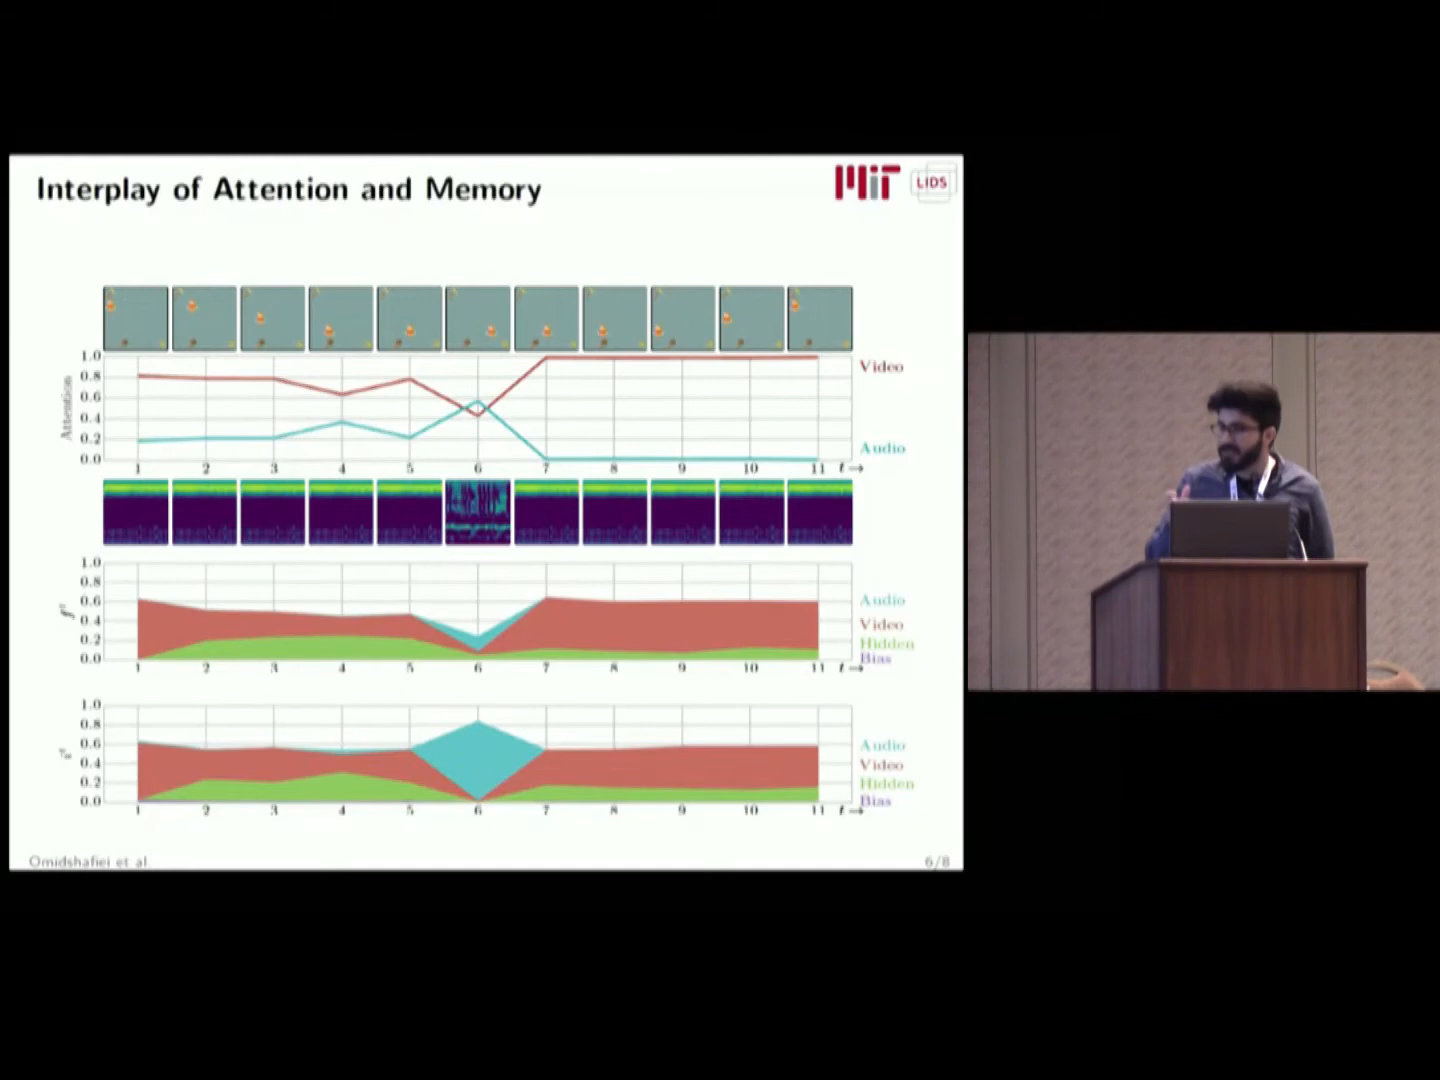 Interplay of Attention and Memory
MIT
LIDS
1.0
0.8
0.6
0.4
0.2
0.0
Attention
Video
Audio
1 2 3 4 5 6 7 8 9 10 11 t →
1.0
0.8
0.6
0.4
0.2
0.0
Audio
Video
Hidden
Bias
1 2 3 4 5 6 7 8 9 10 11 t →
1.0
0.8
0.6
0.4
0.2
0.0
Audio
Video
Hidden
Bias
1 2 3 4 5 6 7 8 9 10 11 t →
Omidshafiei et al
6/8